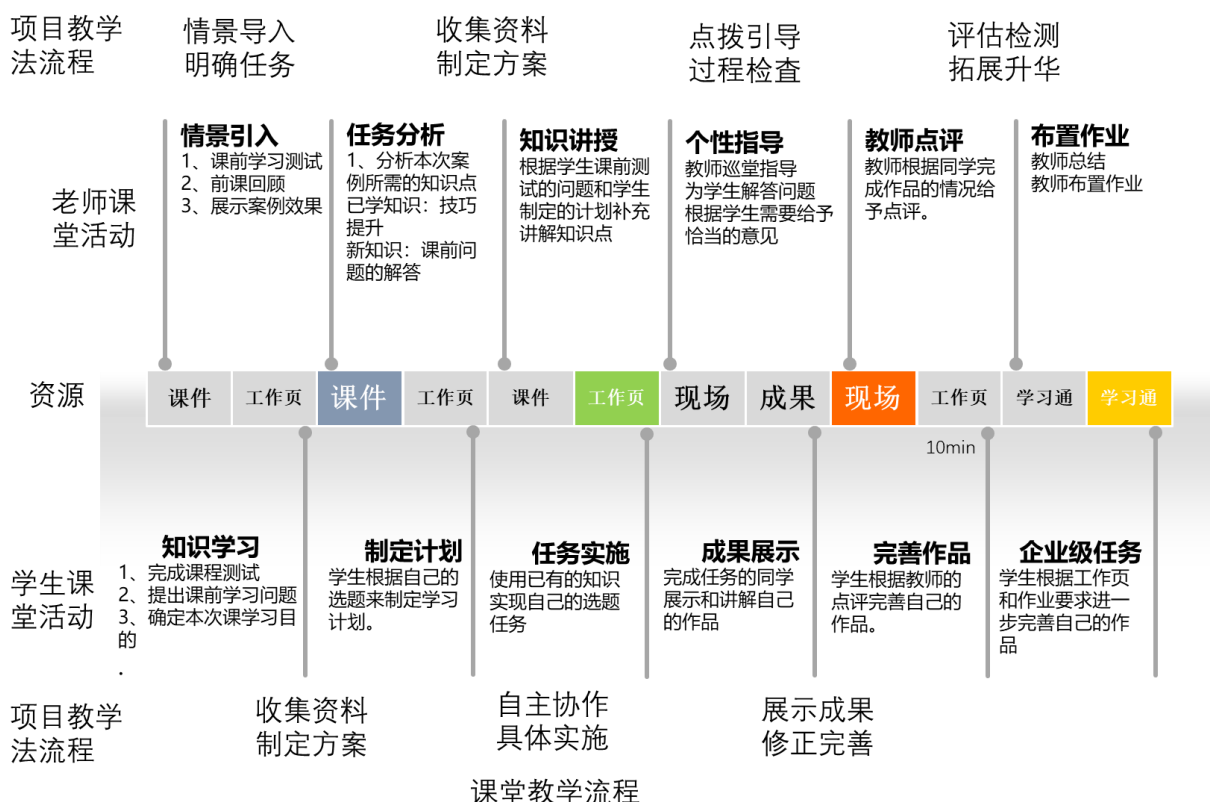 项目教学
法流程
情景导入
明确任务
收集资料
制定方案
点拨引导
过程检查
评估检测
拓展升华
老师课
堂活动
情景引入
1、课前学习测试
2、前课回顾
3、展示案例效果
任务分析
1、分析本次案
例所需的知识点
已学知识：技巧
提升
新知识：课前问
题的解答
知识讲授
根据学生课前测
试的问题和学生
制定的计划补充
讲解知识点
个性指导
教师巡堂指导
为学生解答问题
根据学生需要给予
恰当的意见
教师点评
教师根据同学完
成作品的情况给
予点评。
布置作业
教师总结
教师布置作业
资源
课件
工作页
课件
工作页
课件
工作页
现场
成果
现场
工作页
学习通
学习通
10min
学生课
堂活动
知识学习
1、完成课程测试
2、提出课前学习问题
3、确定本次课学习目
的
.
制定计划
学生根据自己的
选题来制定学习
计划。
任务实施
使用已有的知识
实现自己的选题
任务
成果展示
完成任务的同学
展示和讲解自己
的作品
完善作品
学生根据教师的
点评完善自己的
作品。
企业级任务
学生根据工作页
和作业要求进一
步完善自己的作
品
项目教学
法流程
收集资料
制定方案
自主协作
具体实施
展示成果
修正完善
课堂教学流程